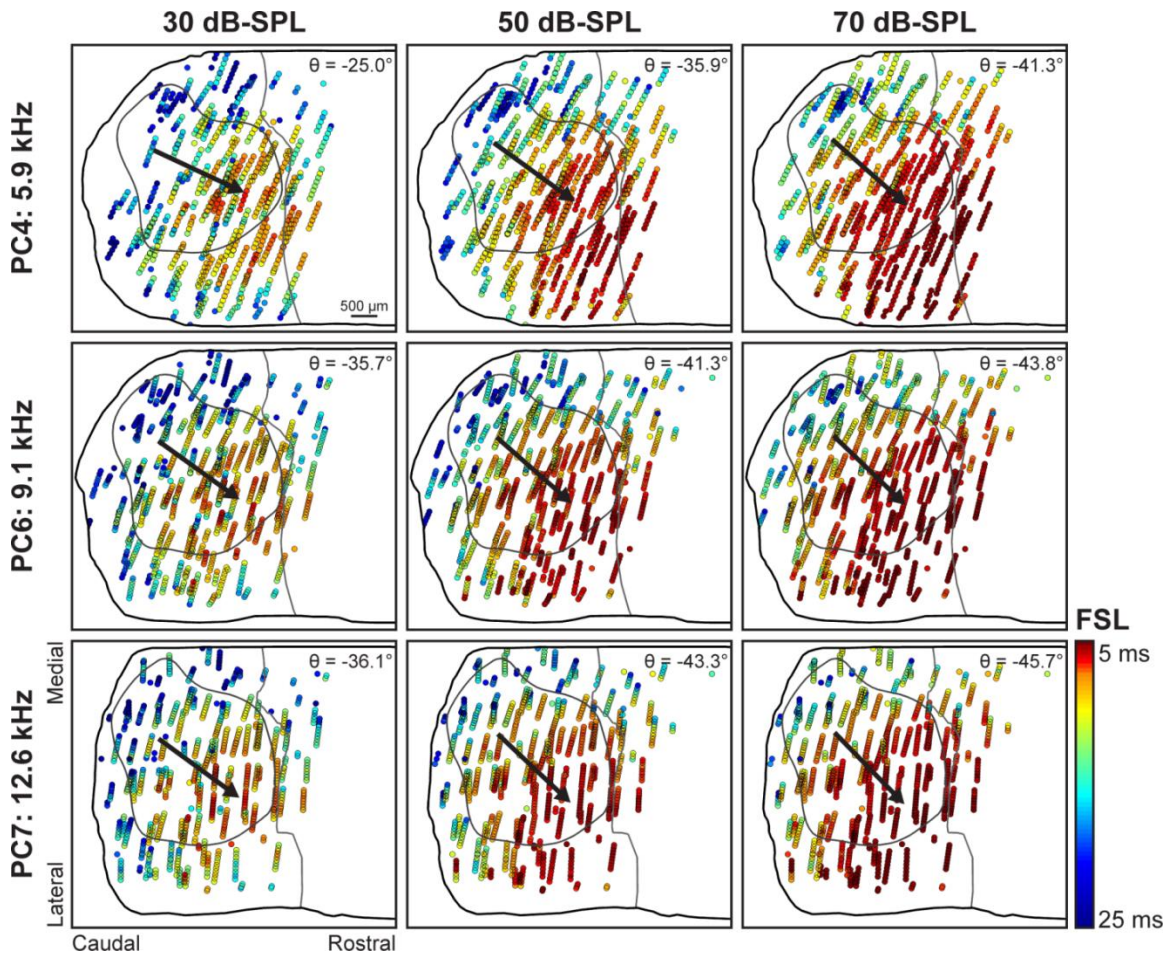 30 dB-SPL
50 dB-SPL
70 dB-SPL
PC4: 5.9 kHz
θ = -25.0°
θ = -35.9°
θ = -41.3°
500 µm
PC6: 9.1 kHz
θ = -35.7°
θ = -41.3°
θ = -43.8°
PC7: 12.6 kHz
Medial
Lateral
θ = -36.1°
θ = -43.3°
θ = -45.7°
FSL
5 ms
25 ms
Caudal
Rostral